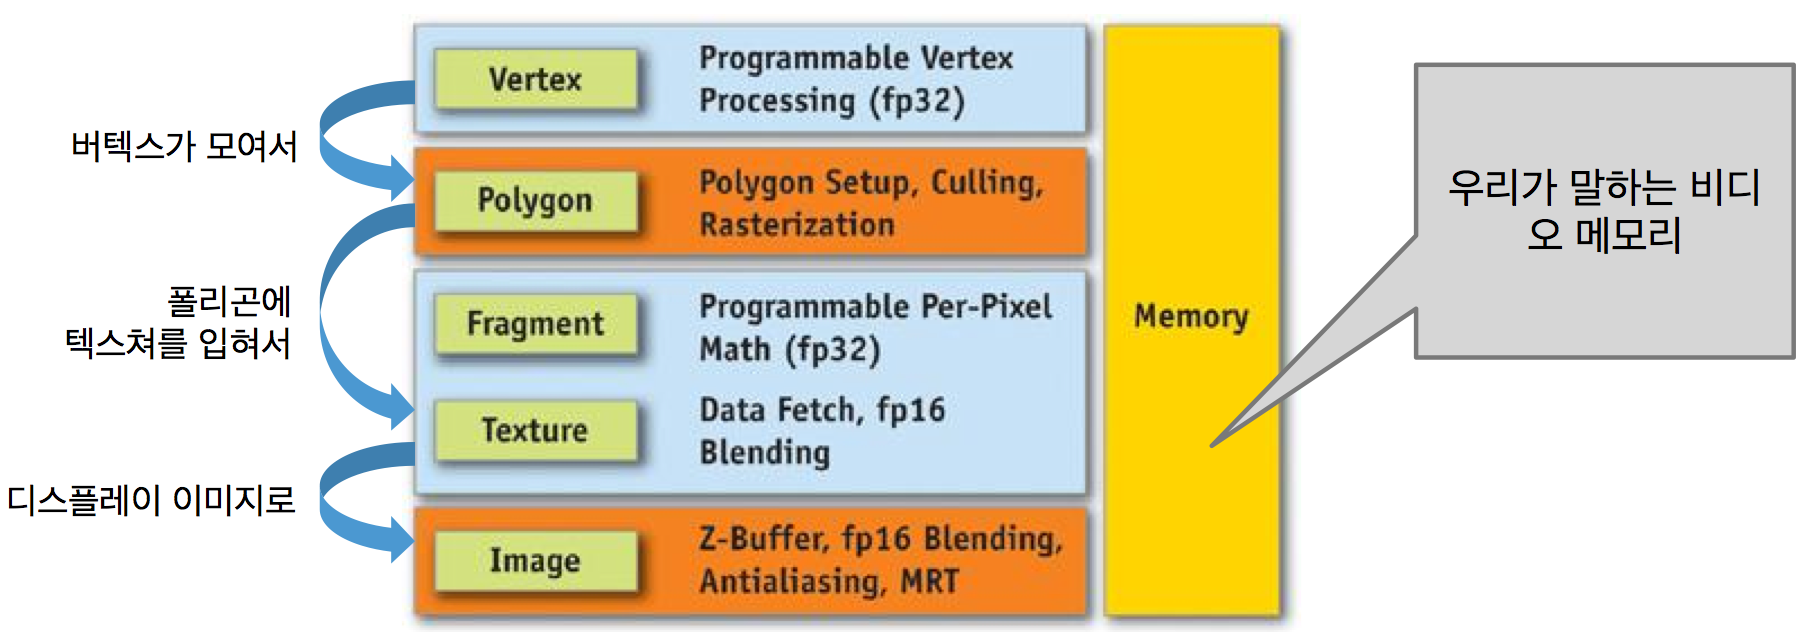 Vertex
Programmable Vertex
Processing (fp32)
버텍스가 모여서
Polygon
Polygon Setup, Culling,
Rasterization
폴리곤에
텍스쳐를 입혀서
Fragment
Programmable Per-Pixel
Math (fp32)
Texture
Data Fetch, fp16
Blending
디스플레이 이미지로
Image
Z-Buffer, fp16 Blending,
Antialiasing, MRT
Memory
우리가 말하는 비디
오 메모리